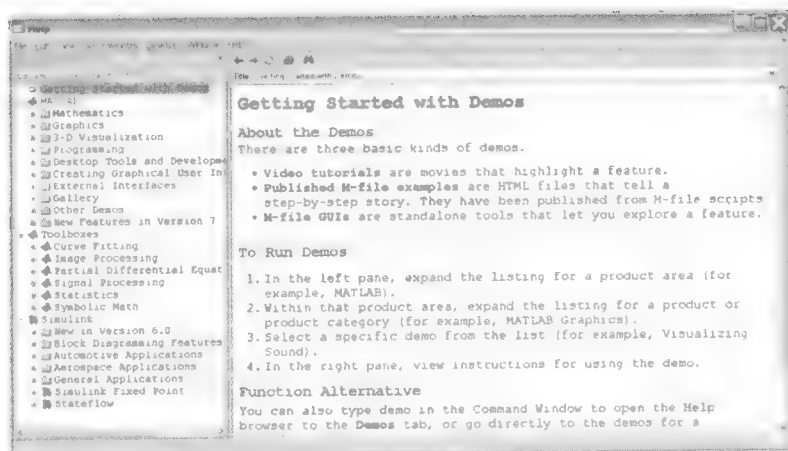 Help
Getting Started with Demos
Mathematics
Graphics
3-D Visualization
Programming
Desktop Tools and Developme
Creating Graphical User In
External Interfaces
Gallery
Other Demos
New Features in Version 7
Toolboxes
Curve Fitting
Image Processing
Partial Differential Equat
Signal Processing
Statistics
Symbolic Math
Simulink
New in Version 6.0
Block Diagramming Features
Automotive Applications
Aerospace Applications
General Applications
Simulink Fixed Point
Stateflow
Title
Getting Started with Demos
About the Demos
There are three basic kinds of demos.
• Video tutorials are movies that highlight a feature.
• Published M-file examples are HTML files that tell a
step-by-step story. They have been published from M-file scripts
• M-file GUIs are standalone tools that let you explore a feature.
To Run Demos
1. In the left pane, expand the listing for a product area (for
example, MATLAB).
2. Within that product area, expand the listing for a product or
product category (for example, MATLAB Graphics).
3. Select a specific demo from the list (for example, Visualizing
Sound).
4. In the right pane, view instructions for using the demo.
Function Alternative
You can also type demo in the Command Window to open the Help
browser to the Demos tab, or go directly to the demos for a